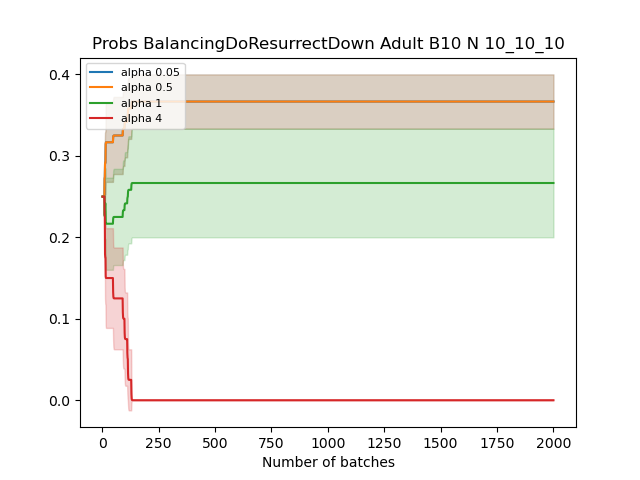 Probs BalancingDoResurrectDown Adult B10 N 10_10_10
alpha 0.05
alpha 0.5
alpha 1
alpha 4
0.4
0.3
0.2
0.1
0.0
0 250 500 750 1000 1250 1500 1750 2000
Number of batches